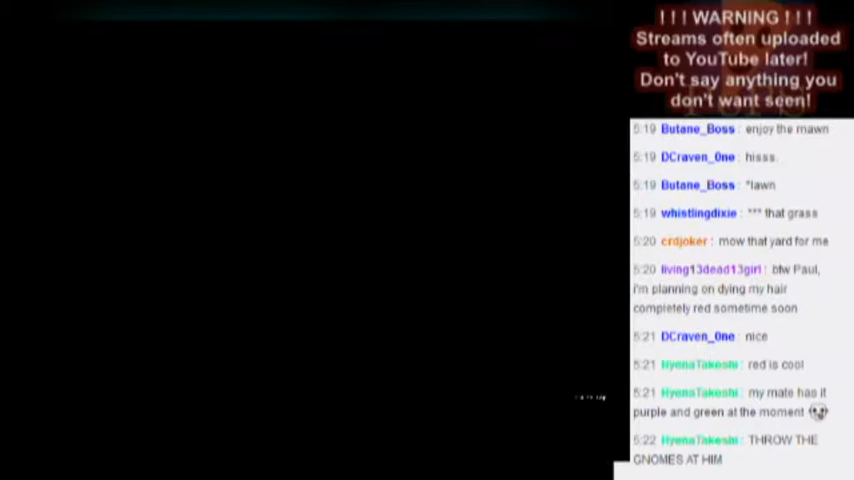 ! ! ! WARNING ! ! !
Streams often uploaded
to YouTube later!
Don't say anything you
don't want seen!
5:19 Butane_Boss : enjoy the mawn
5:19 DCraven_0ne : hisss.
5:19 Butane_Boss : *lawn
5:19 whistlingdixie : *** that grass
5:20 crdjoker : mow that yard for me
5:20 living13dead13girl : btw Paul,
i'm planning on dying my hair
completely red sometime soon
5:21 DCraven_0ne : nice
5:21 HyenaTakeshi : red is cool
5:21 HyenaTakeshi : my mate has it
purple and green at the moment
5:22 HyenaTakeshi : THROW THE
GNOMES AT HIM